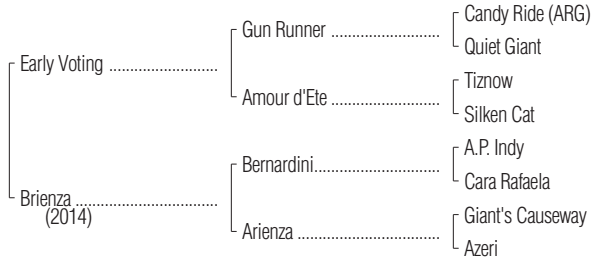 Candy Ride (ARG)
Gun Runner ..............................
Quiet Giant
Early Voting ..............................
Tiznow
Amour d'Ete ..............................
Silken Cat
A.P. Indy
Bernardini..............................
Cara Rafaela
Brienza ........................................
(2014)
Giant's Causeway
Arienza ........................................
Azeri